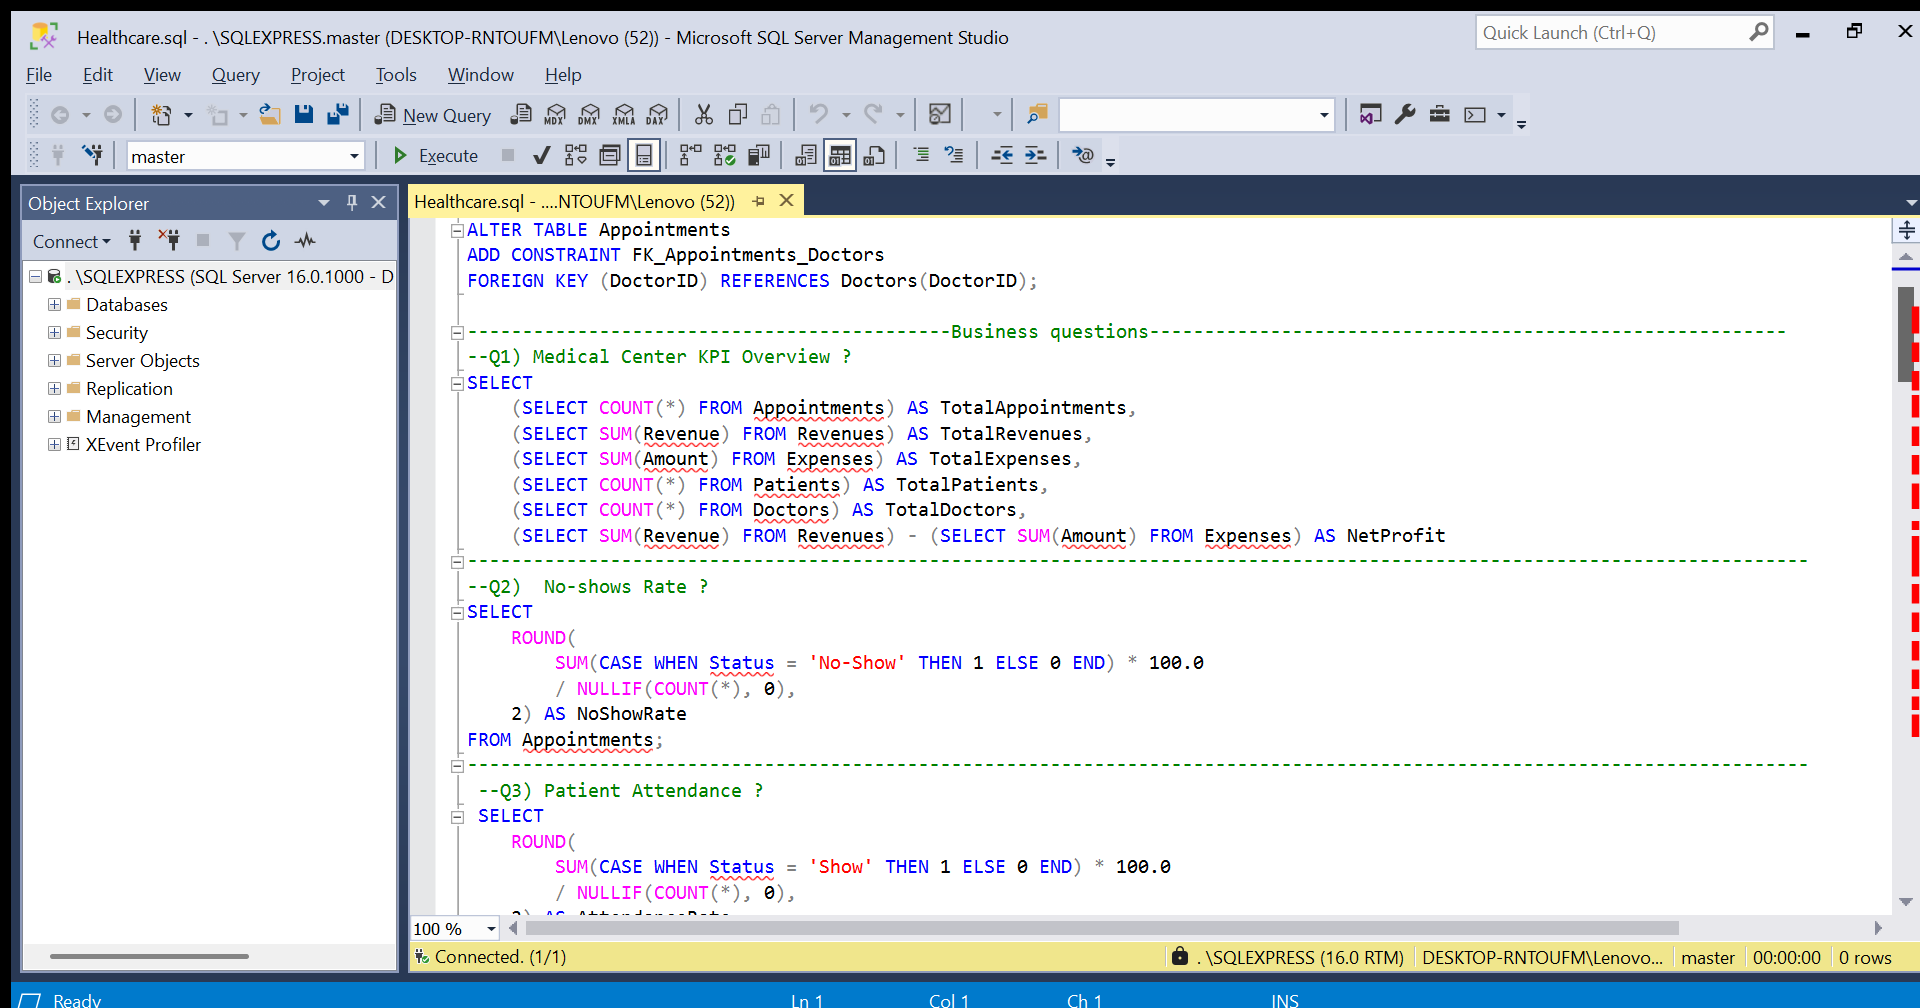 Healthcare.sql - . \SQLEXPRESS.master (DESKTOP-RNTOUFM\Lenovo (52)) - Microsoft SQL Server Management Studio
Quick Launch (Ctrl+Q)
File Edit View Query Project Tools Window Help
New Query MDX DMX XMLA DAX
master Execute
Object Explorer
Connect
. \SQLEXPRESS (SQL Server 16.0.1000 - D
Databases
Security
Server Objects
Replication
Management
XEvent Profiler
Healthcare.sql - ....NTOUFM\Lenovo (52))
ALTER TABLE Appointments
ADD CONSTRAINT FK_Appointments_Doctors
FOREIGN KEY (DoctorID) REFERENCES Doctors(DoctorID);
--------------------------------------------Business questions----------------------------------------------------------
--Q1) Medical Center KPI Overview ?
SELECT
(SELECT COUNT(*) FROM Appointments) AS TotalAppointments,
(SELECT SUM(Revenue) FROM Revenues) AS TotalRevenues,
(SELECT SUM(Amount) FROM Expenses) AS TotalExpenses,
(SELECT COUNT(*) FROM Patients) AS TotalPatients,
(SELECT COUNT(*) FROM Doctors) AS TotalDoctors,
(SELECT SUM(Revenue) FROM Revenues) - (SELECT SUM(Amount) FROM Expenses) AS NetProfit
--------------------------------------------------------------------------------------------------------------------------
--Q2)  No-shows Rate ?
SELECT
ROUND(
SUM(CASE WHEN Status = 'No-Show' THEN 1 ELSE 0 END) * 100.0
/ NULLIF(COUNT(*), 0),
2) AS NoShowRate
FROM Appointments;
--------------------------------------------------------------------------------------------------------------------------
--Q3) Patient Attendance ?
SELECT
ROUND(
SUM(CASE WHEN Status = 'Show' THEN 1 ELSE 0 END) * 100.0
/ NULLIF(COUNT(*), 0),
2) AS AttendanceRate
100 %
Connected. (1/1) . \SQLEXPRESS (16.0 RTM) DESKTOP-RNTOUFM\Lenovo... master 00:00:00 0 rows
Ready Ln 1 Col 1 Ch 1 INS